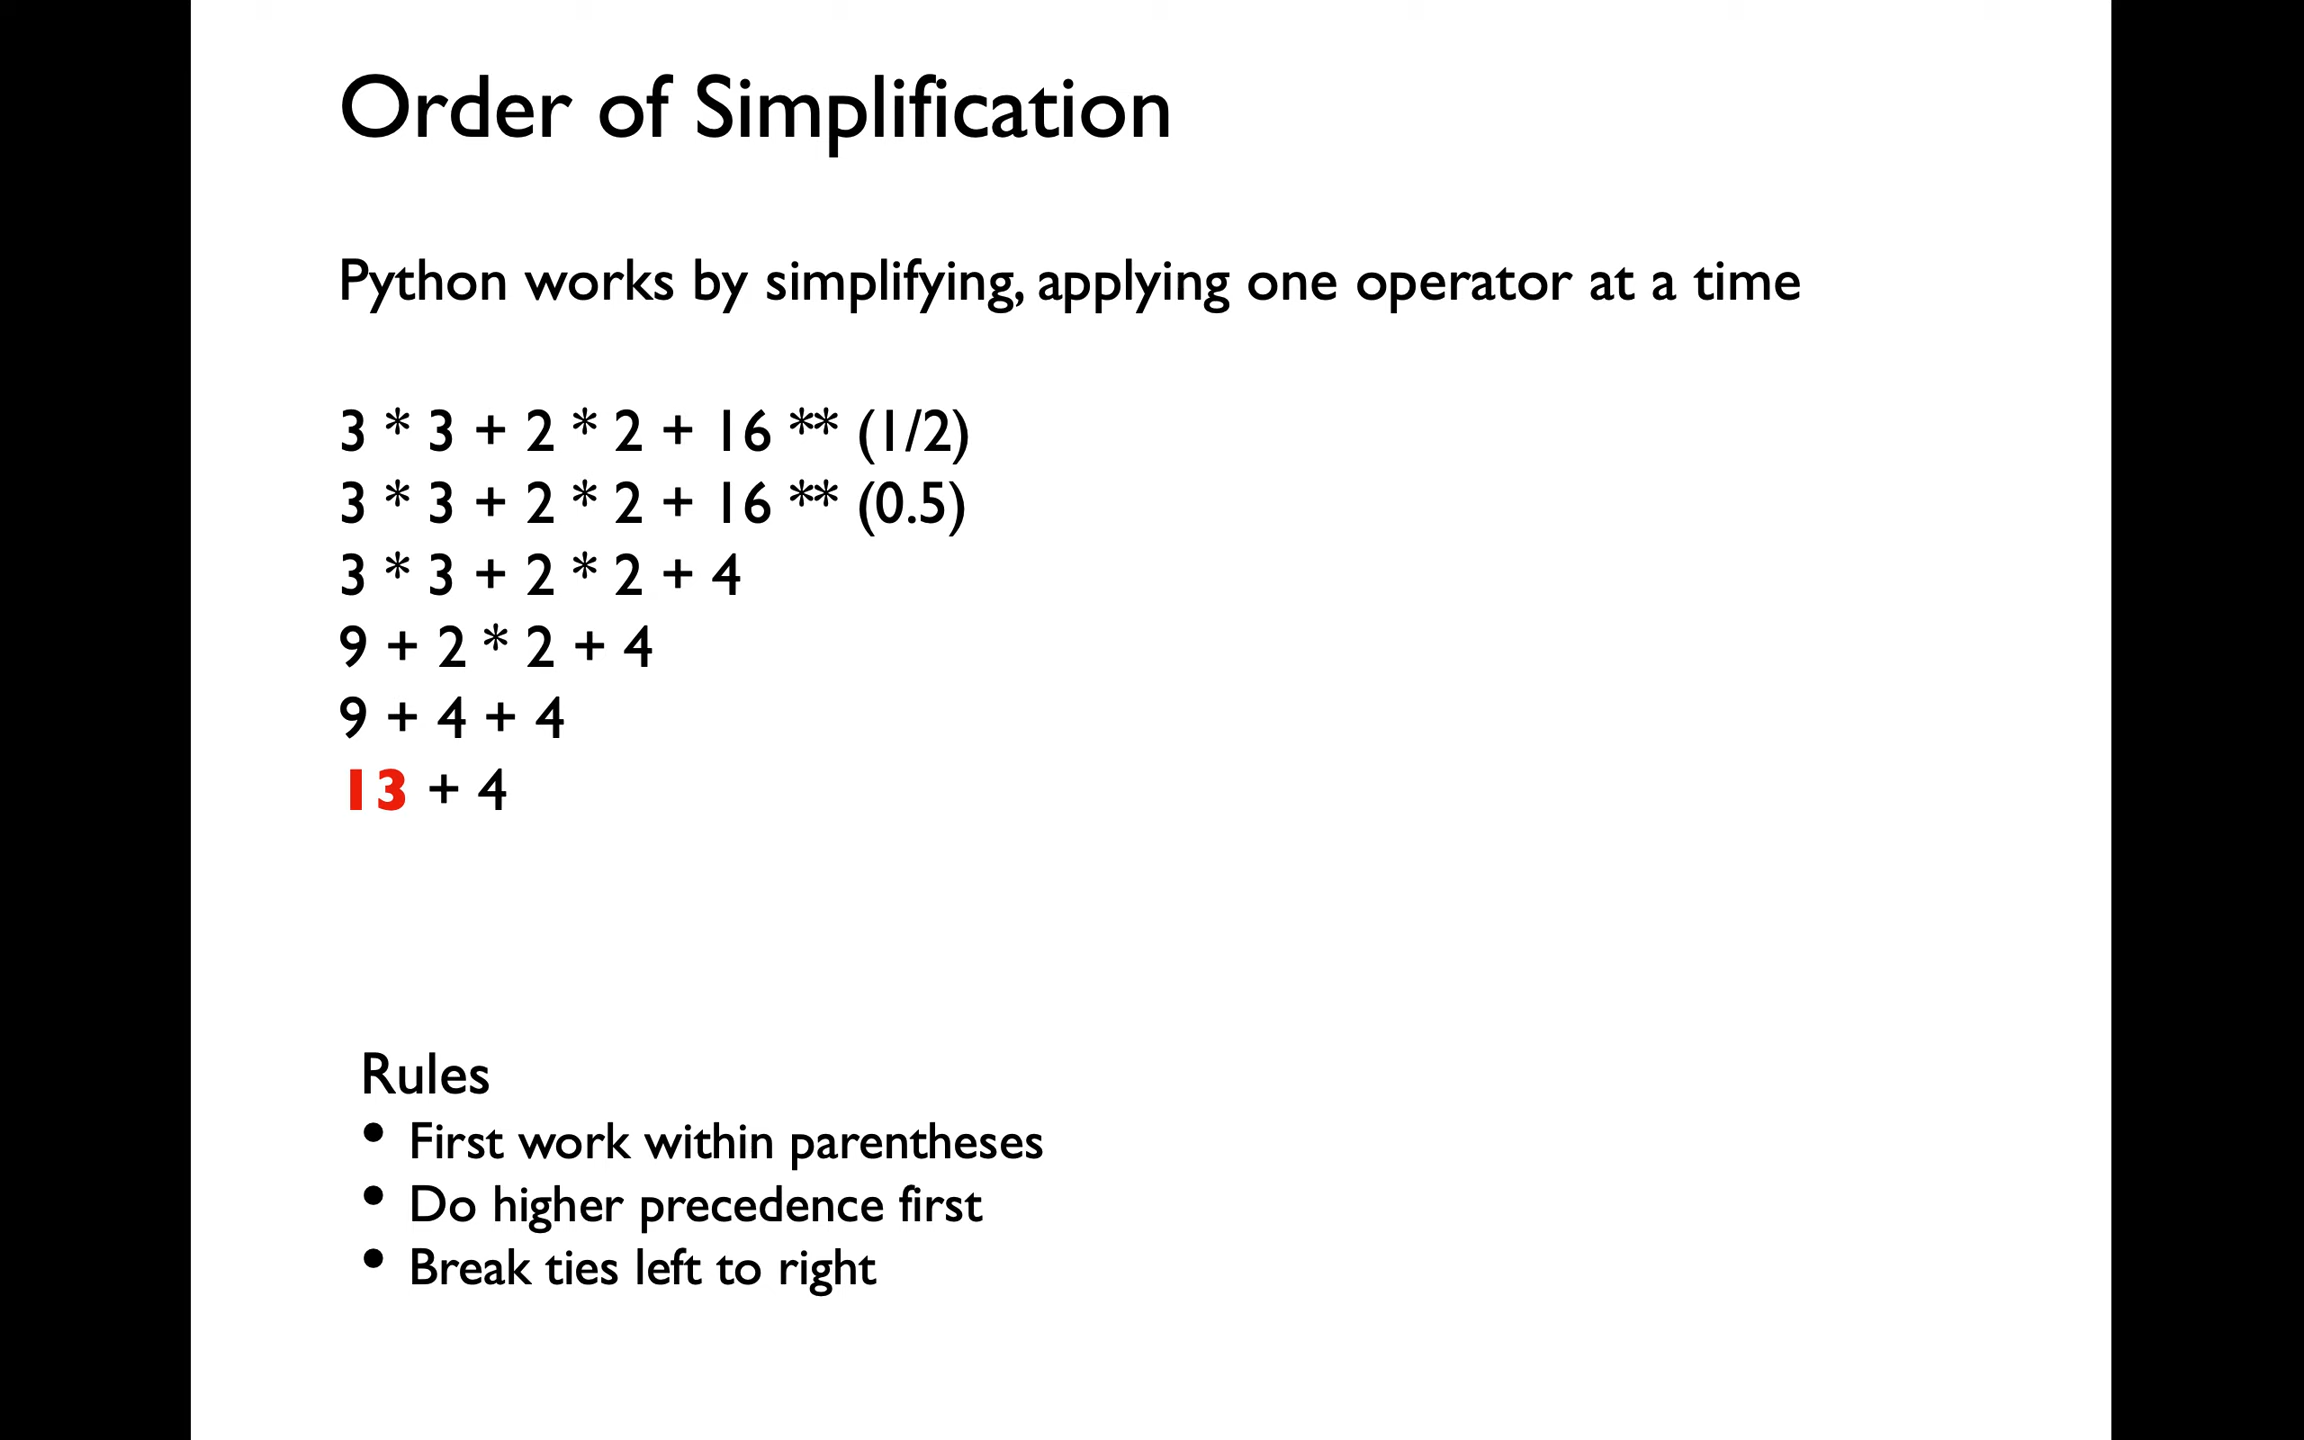 Order of Simplification
Python works by simplifying, applying one operator at a time
3 * 3 + 2 * 2 + 16 ** (1/2)
3 * 3 + 2 * 2 + 16 ** (0.5)
3 * 3 + 2 * 2 + 4
9 + 2 * 2 + 4
9 + 4 + 4
13 + 4
Rules
• First work within parentheses
• Do higher precedence first
• Break ties left to right